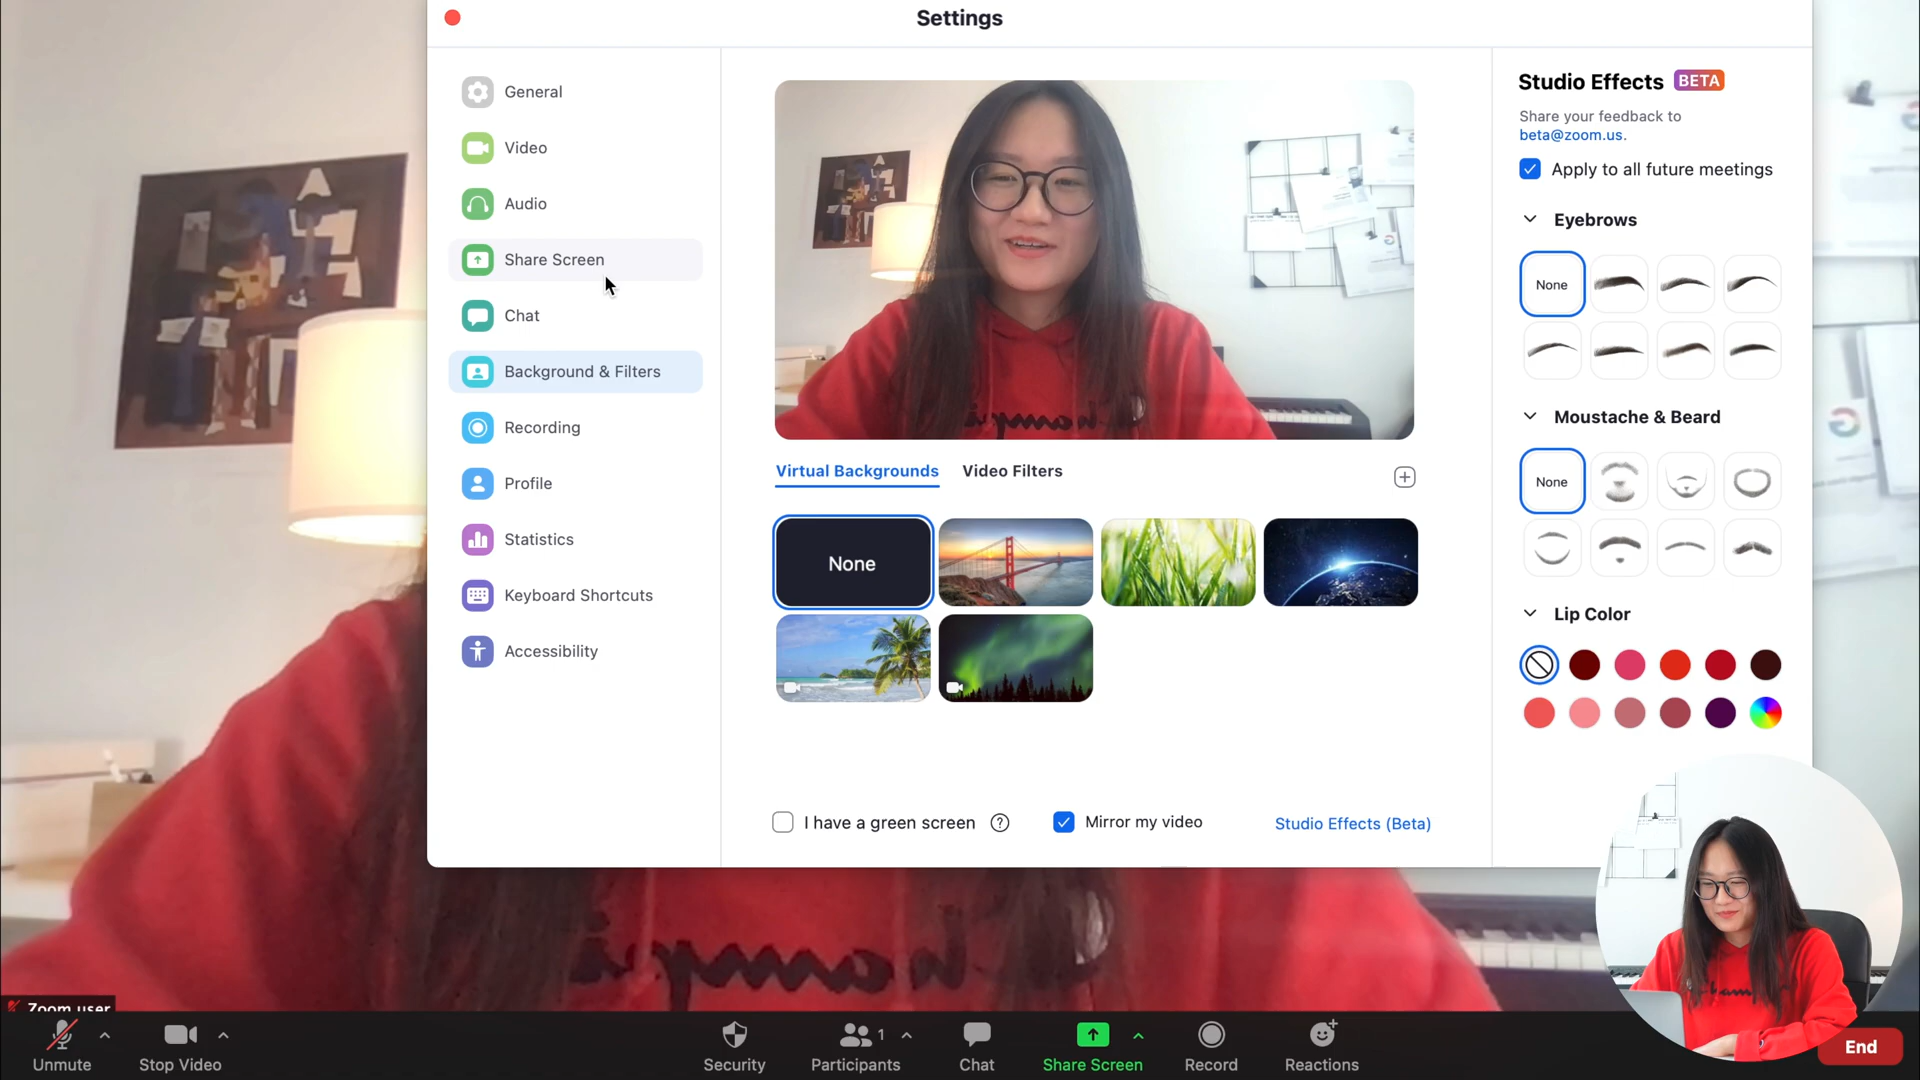 Settings
General
Video
Audio
Share Screen
Chat
Background & Filters
Recording
Profile
Statistics
Keyboard Shortcuts
Accessibility
Virtual Backgrounds
Video Filters
None
I have a green screen
?
Mirror my video
Studio Effects (Beta)
Studio Effects BETA
Share your feedback to
beta@zoom.us.
Apply to all future meetings
Eyebrows
None
Moustache & Beard
None
Lip Color
Zoom user
Unmute
Stop Video
Security
1
Participants
Chat
Share Screen
Record
Reactions
End